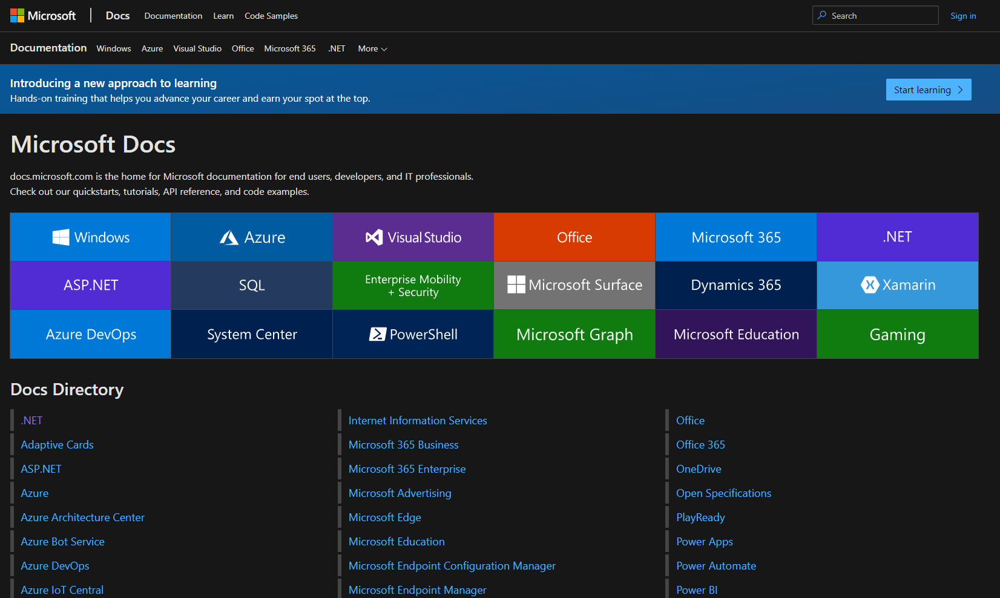 Microsoft Docs Documentation Learn Code Samples Search Sign in
Documentation Windows Azure Visual Studio Office Microsoft 365 .NET More
Introducing a new approach to learning
Hands-on training that helps you advance your career and earn your spot at the top.
Start learning
Microsoft Docs
docs.microsoft.com is the home for Microsoft documentation for end users, developers, and IT professionals.
Check out our quickstarts, tutorials, API reference, and code examples.
Windows Azure Visual Studio Office Microsoft 365 .NET
ASP.NET SQL Enterprise Mobility + Security Microsoft Surface Dynamics 365 Xamarin
Azure DevOps System Center PowerShell Microsoft Graph Microsoft Education Gaming
Docs Directory
.NET
Adaptive Cards
ASP.NET
Azure
Azure Architecture Center
Azure Bot Service
Azure DevOps
Azure IoT Central
Internet Information Services
Microsoft 365 Business
Microsoft 365 Enterprise
Microsoft Advertising
Microsoft Edge
Microsoft Education
Microsoft Endpoint Configuration Manager
Microsoft Endpoint Manager
Office
Office 365
OneDrive
Open Specifications
PlayReady
Power Apps
Power Automate
Power BI